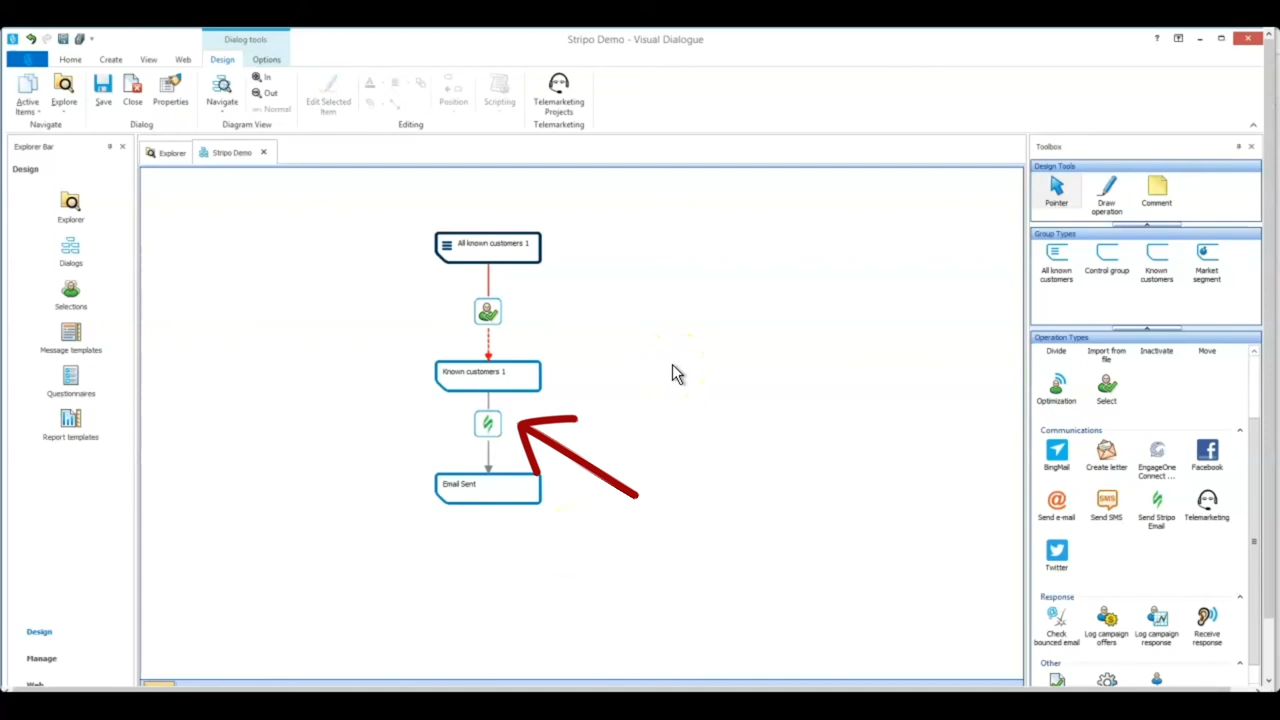 Dialog tools
Stripo Demo - Visual Dialogue
?
Home
Create
View
Web
Design
Options
Active Items
Explore
Navigate
Save
Close
Properties
Dialog
Navigate
In
Out
Normal
Diagram View
Edit Selected Item
Position
Scripting
Editing
Telemarketing Projects
Telemarketing
Explorer Bar
Design
Explorer
Dialogs
Selections
Message templates
Questionnaires
Report templates
Design
Manage
Web
Explorer
Stripo Demo
All known customers 1
Known customers 1
Email Sent
Toolbox
Design Tools
Pointer
Draw operation
Comment
Group Types
All known customers
Control group
Known customers
Market segment
Operation Types
Divide
Import from file
Inactivate
Move
Optimization
Select
Communications
BingMail
Create letter
EngageOne Connect ...
Facebook
Send e-mail
SMS
Send SMS
Send Stripo Email
Telemarketing
Twitter
Response
Check bounced email
Log campaign offers
Log campaign response
Receive response
Other